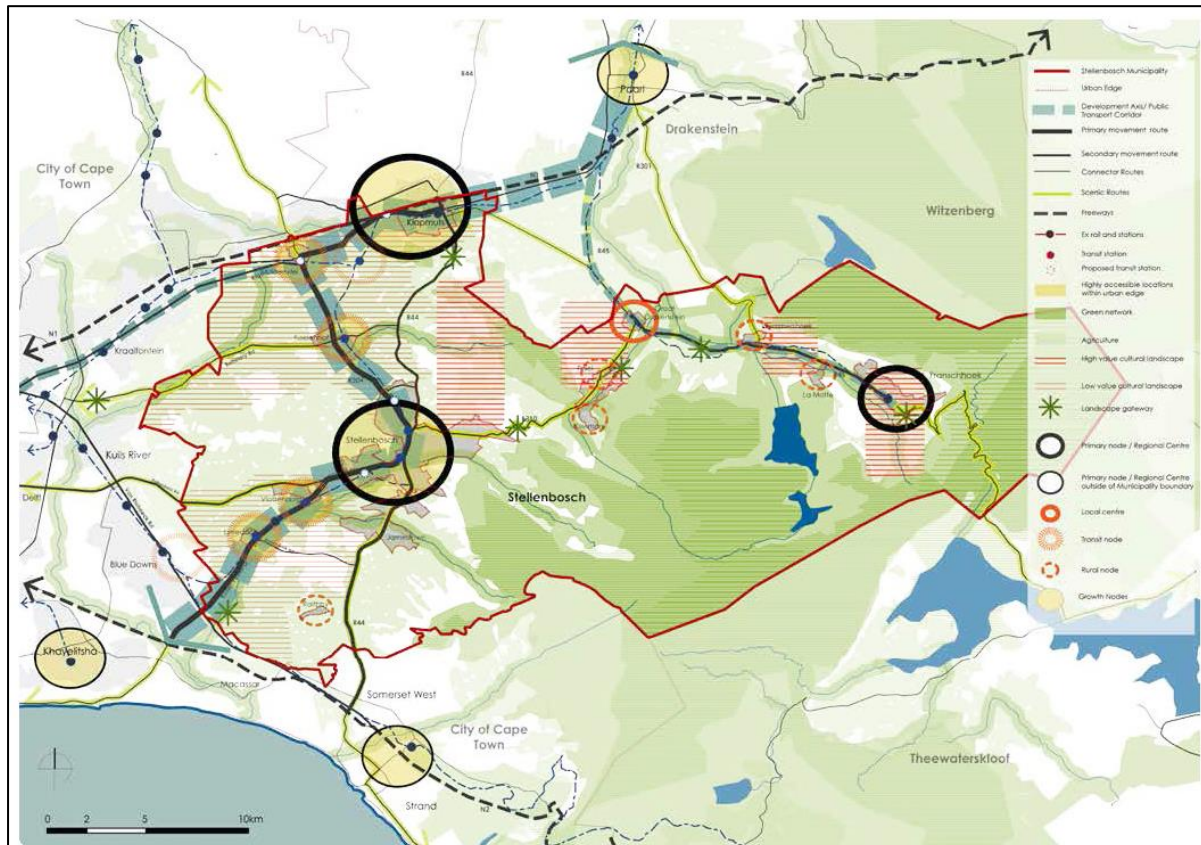 Paarl
R44
Drakenstein
City of Cape
Town
R301
Klapmuts
Witzenberg
R45
R44
N1
Kraaifontein
R304
Franschhoek
La Motte
R310
Stellenbosch
Kuils River
Stellenbosch
Delft
Jamestown
Blue Downs
Raithby
R44
Khayelitsha
Macassar
Somerset West
City of Cape
Town
Theewaterskloof
Strand
N2
0 2 5 10km
Stellenbosch Municipality
Urban Edge
Development Axis/ Public
Transport Corridor
Primary movement route
Secondary movement route
Connector Routes
Scenic Routes
Freeways
Ex rail and stations
Transit station
Proposed transit station
Highly accessible locations
within urban edge
Green network
Agriculture
High value cultural landscape
Low value cultural landscape
Landscape gateway
Primary node / Regional Centre
Primary node / Regional Centre
outside of Municipality boundary
Local centre
Transit node
Rural node
Growth Nodes